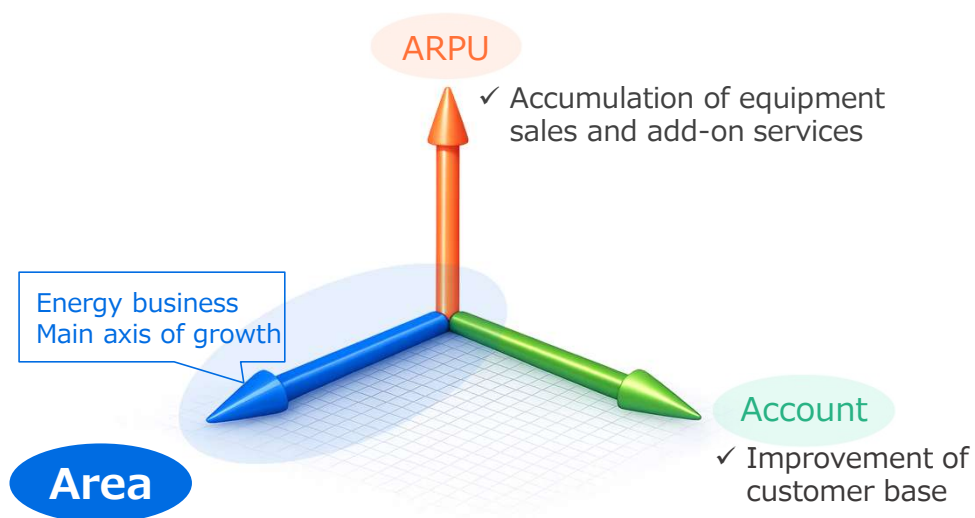 ARPU
✓ Accumulation of equipment
sales and add-on services
Energy business
Main axis of growth
Account
✓ Improvement of
customer base
Area